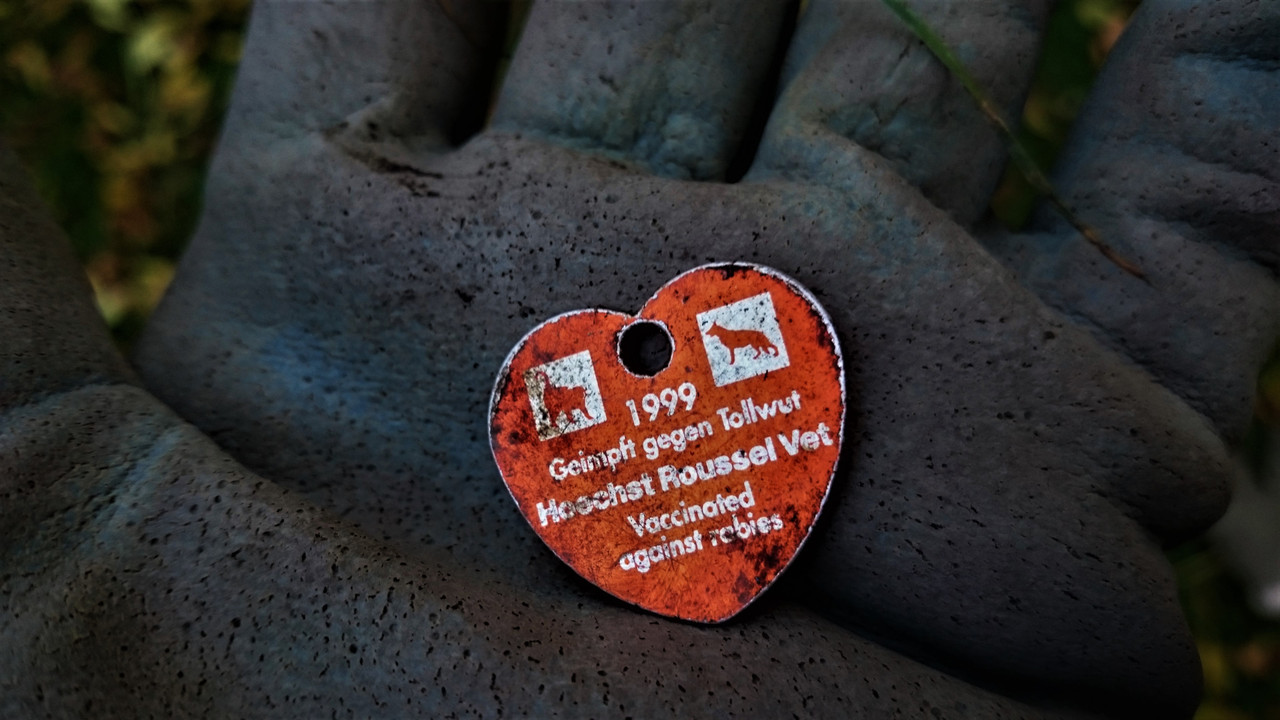 1999
Geimpft gegen Tollwut
Hoechst Roussel Vet
Vaccinated
against rabies